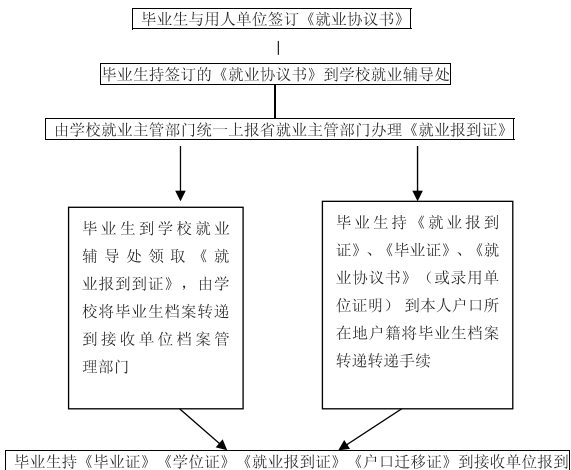 毕业生与用人单位签订《就业协议书》
毕业生持签订的《就业协议书》到学校就业辅导处
由学校就业主管部门统一上报省就业主管部门办理《就业报到证》
毕业生到学校就业
辅导处领取《就
业报到到证》，由学
校将毕业生档案转递
到接收单位档案管
理部门
毕业生持《就业报到
证》、《毕业证》、《就
业协议书》（或录用单
位证明） 到本人户口所
在地户籍将毕业生档案
转递转递手续
毕业生持《毕业证》《学位证》《就业报到证》《户口迁移证》到接收单位报到